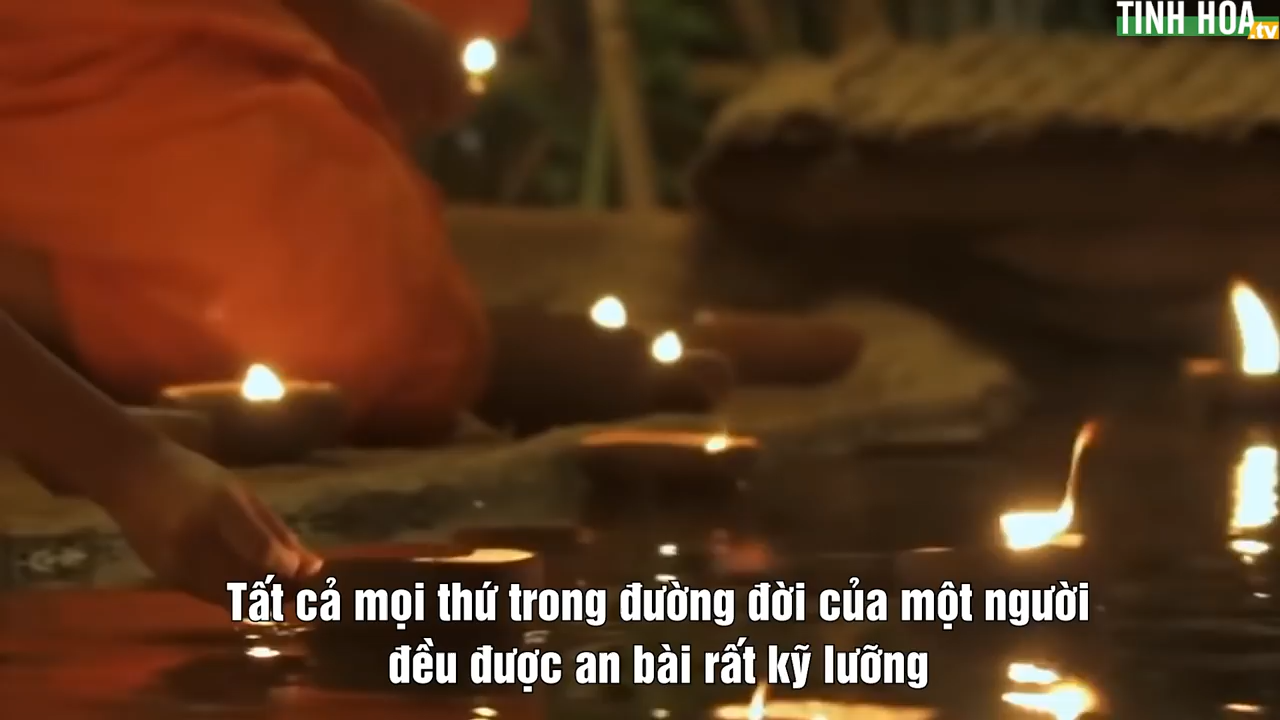 TINH HOA
.tv
Tất cả mọi thứ trong đường đời của một người
đều được an bài rất kỹ lưỡng